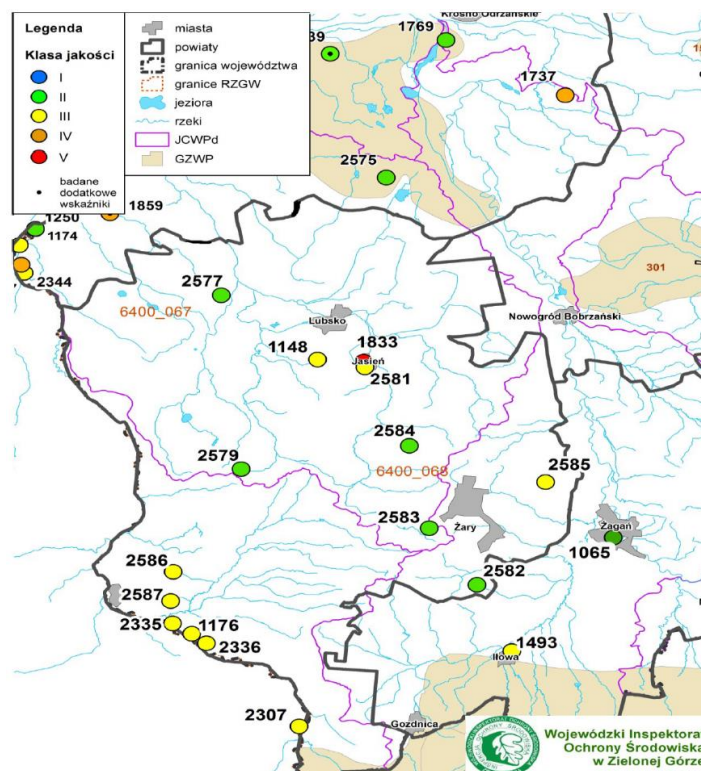 Legenda
Klasa jakości
I
II
III
IV
V
badane
dodatkowe
wskaźniki
miasta
powiaty
granica województwa
granice RZGW
jeziora
rzeki
JCWPd
GZWP
Krosno Odrzańskie
39
1769
1737
2575
1859
1250
1174
2344
2577
6400_067
301
Nowogród Bobrzański
Lubsko
1833
1148
Jasień
2581
2584
2579
6400_068
2585
2583
Żary
Żagań
1065
2586
2582
2587
2335
1176
2336
1493
Iłowa
2307
Gozdnica
Wojewódzki Inspektorat
Ochrony Środowiska
w Zielonej Górze